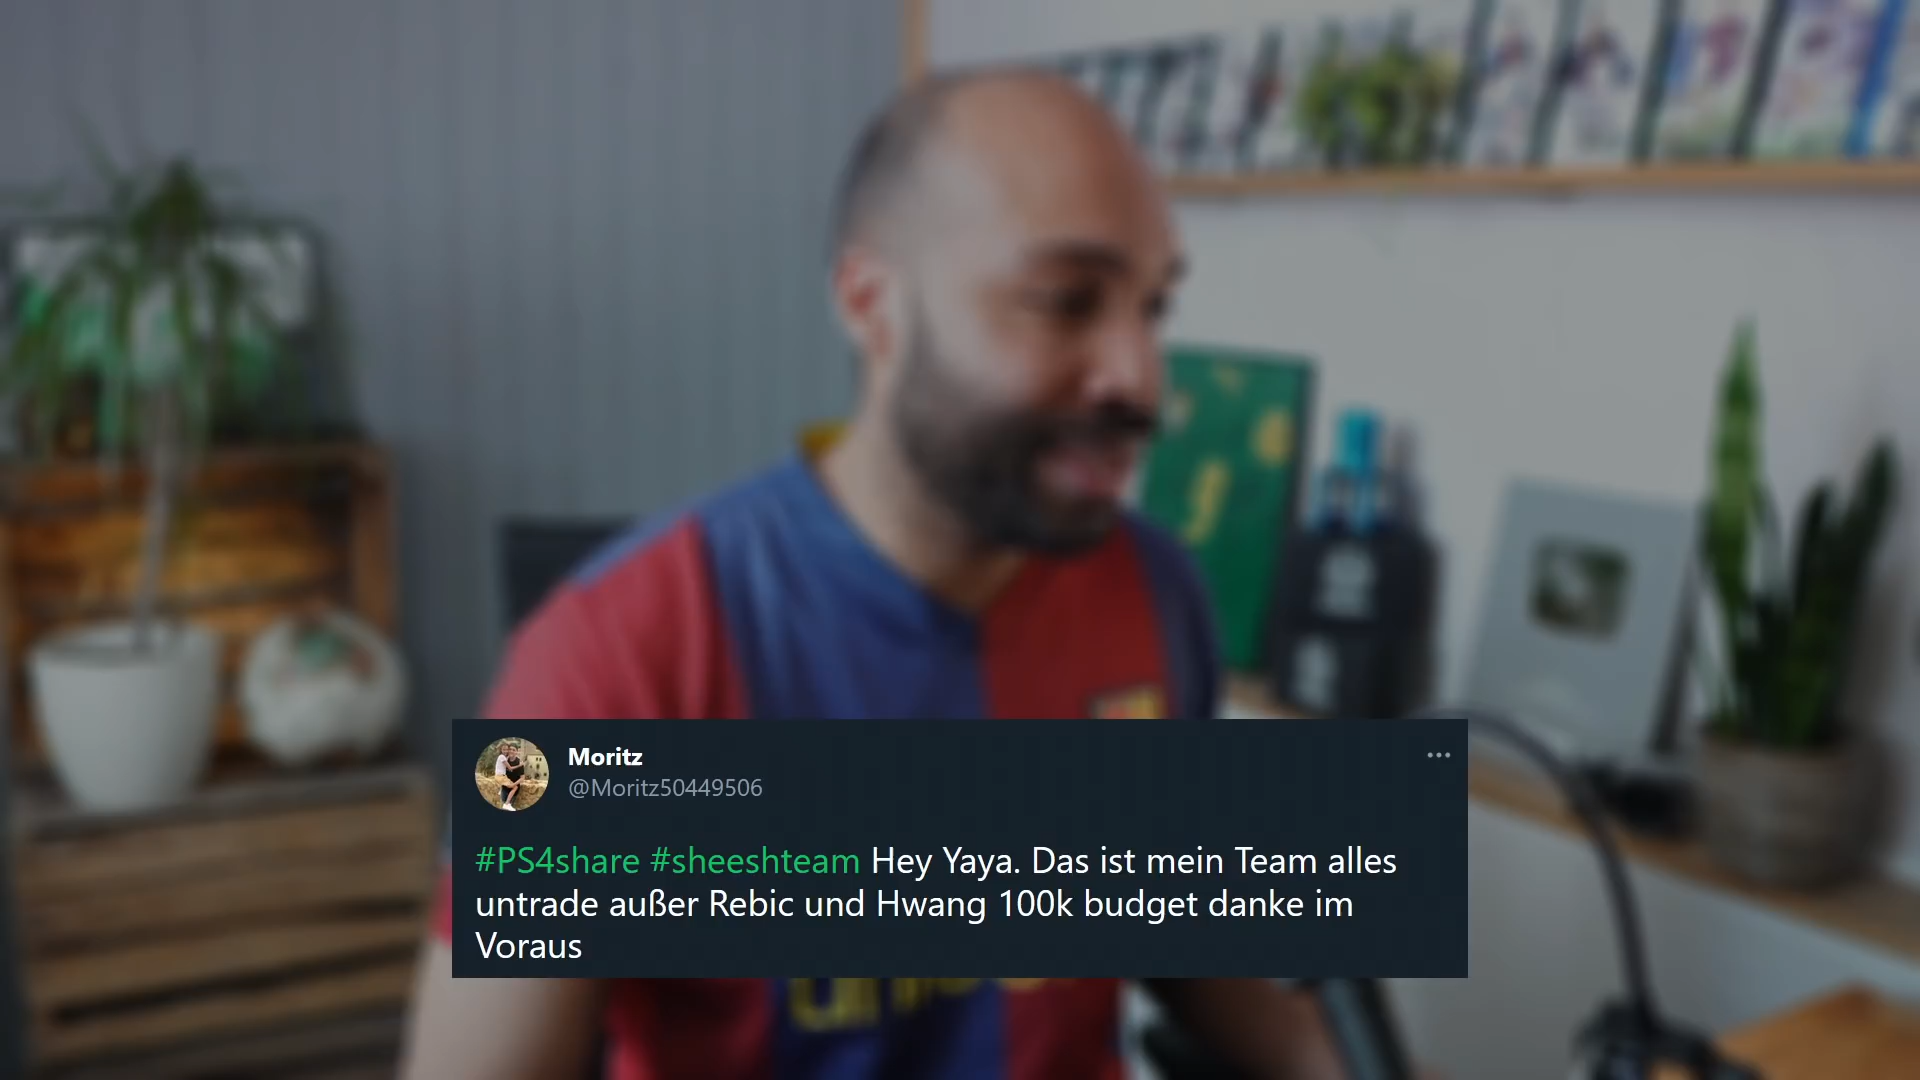 Moritz
@Moritz50449506
#PS4share #sheeshteam Hey Yaya. Das ist mein Team alles
untrade außer Rebic und Hwang 100k budget danke im
Voraus